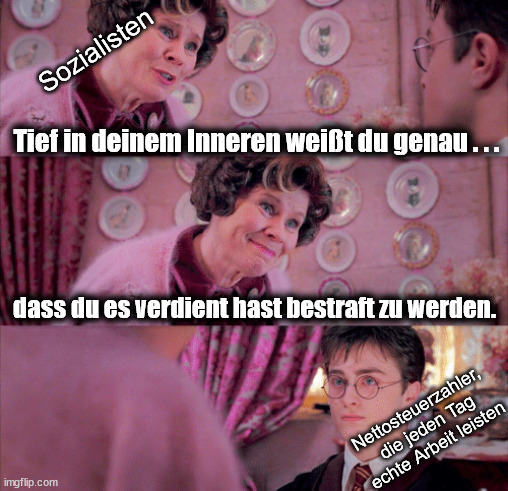 Sozialisten
Tief in deinem Inneren weißt du genau . . .
dass du es verdient hast bestraft zu werden.
Nettosteuerzahler,
die jeden Tag
echte Arbeit leisten
imgflip.com